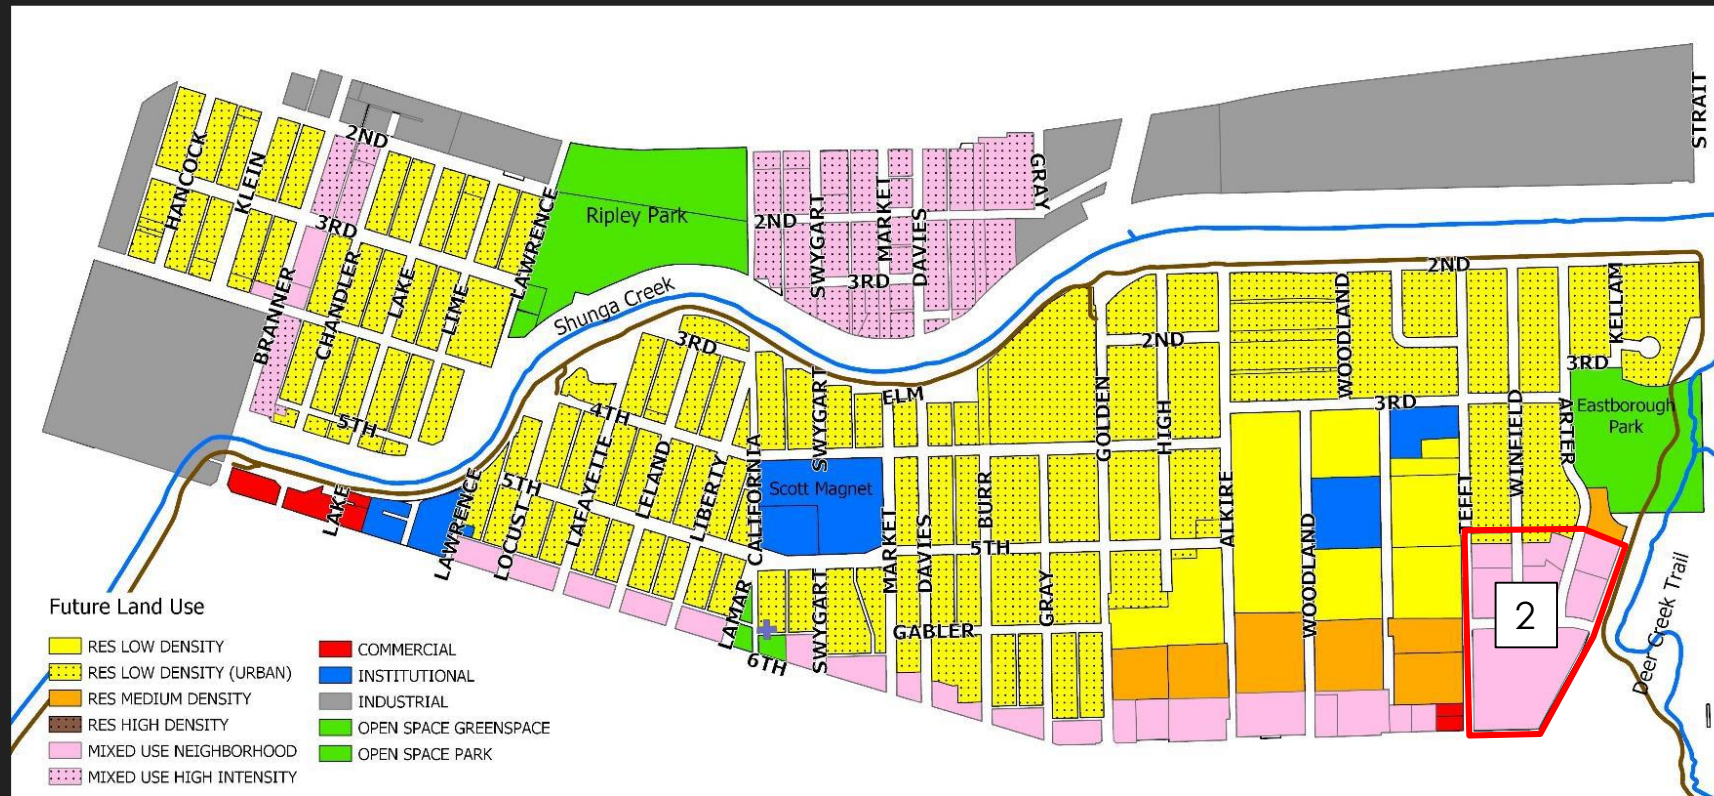 STRAIT
2ND
HANCOCK
KLEIN
GRAY
MARKET
LAWRENCE
SWYGART
Ripley Park
2ND
DAVIES
3RD
2ND
CHANDLER
LAKE
LIME
BRANNER
3RD
WOODLAND
KELLAM
Shunga Creek
3RD
2ND
3RD
ELM
SWYGART
GOLDEN
HIGH
3RD
WINFIELD
ARTER
Eastborough
Park
4TH
5TH
LAFAYETTE
LELAND
LIBERTY
CALIFORNIA
Scott Magnet
BURR
ALKIRE
TEFFT
5TH
LAKE
LAWRENCE
LOCUST
MARKET
DAVIES
5TH
GRAY
WOODLAND
LAMAR
SWYGART
GABLER
6TH
2
Deer Creek Trail
Future Land Use
RES LOW DENSITY
RES LOW DENSITY (URBAN)
RES MEDIUM DENSITY
RES HIGH DENSITY
MIXED USE NEIGHBORHOOD
MIXED USE HIGH INTENSITY
COMMERCIAL
INSTITUTIONAL
INDUSTRIAL
OPEN SPACE GREENSPACE
OPEN SPACE PARK